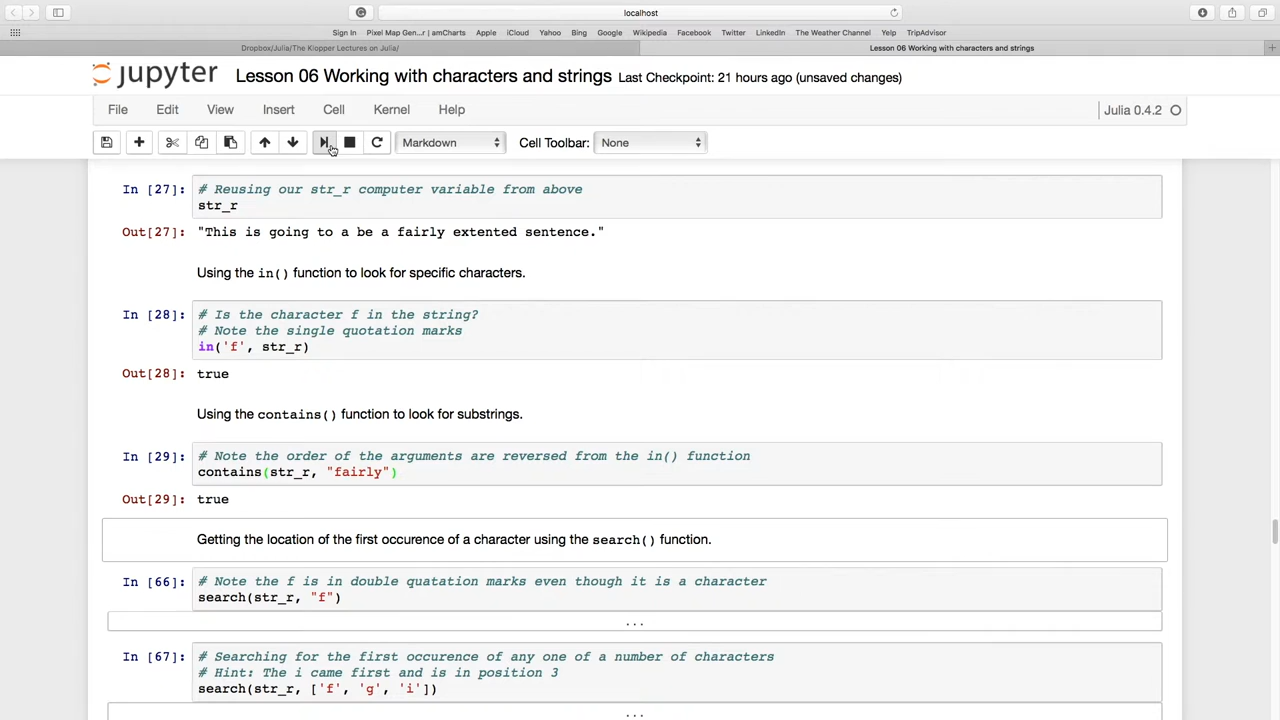 localhost
Sign In Pixel Map Gen...r | amCharts Apple iCloud Yahoo Bing Google Wikipedia Facebook Twitter LinkedIn The Weather Channel Yelp TripAdvisor
Dropbox/Julia/The Klopper Lectures on Julia/ Lesson 06 Working with characters and strings
jupyter Lesson 06 Working with characters and strings Last Checkpoint: 21 hours ago (unsaved changes)
File Edit View Insert Cell Kernel Help Julia 0.4.2
Markdown Cell Toolbar: None
In [27]: # Reusing our str_r computer variable from above
str_r
Out[27]: "This is going to a be a fairly extented sentence."
Using the in() function to look for specific characters.
In [28]: # Is the character f in the string?
# Note the single quotation marks
in('f', str_r)
Out[28]: true
Using the contains() function to look for substrings.
In [29]: # Note the order of the arguments are reversed from the in() function
contains(str_r, "fairly")
Out[29]: true
Getting the location of the first occurence of a character using the search() function.
In [66]: # Note the f is in double quatation marks even though it is a character
search(str_r, "f")
...
In [67]: # Searching for the first occurence of any one of a number of characters
# Hint: The i came first and is in position 3
search(str_r, ['f', 'g', 'i'])
...